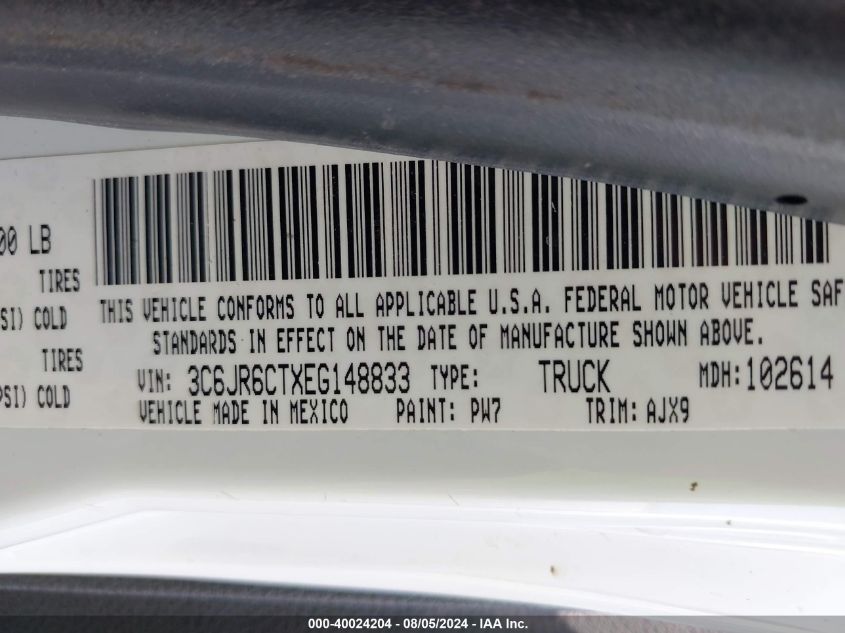 00 LB
TIRES
SI) COLD
TIRES
PSI) COLD
THIS VEHICLE CONFORMS TO ALL APPLICABLE U.S.A. FEDERAL MOTOR VEHICLE SAF
STANDARDS IN EFFECT ON THE DATE OF MANUFACTURE SHOWN ABOVE.
VIN: 3C6JR6CTXEG148833 TYPE: TRUCK MDH:102614
VEHICLE MADE IN MEXICO PAINT: PW7 TRIM: AJX9
000-40024204 - 08/05/2024 - IAA Inc.